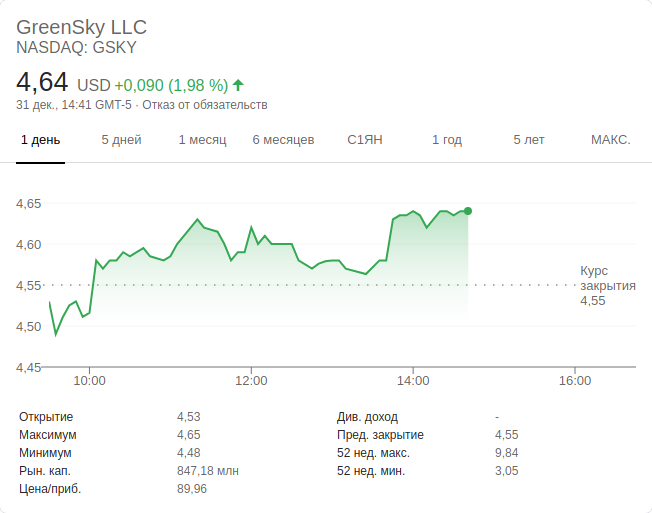 GreenSky LLC
NASDAQ: GSKY
4,64 USD +0,090 (1,98 %)
31 дек., 14:41 GMT-5 · Отказ от обязательств
1 день 5 дней 1 месяц 6 месяцев С1ЯН 1 год 5 лет МАКС.
4,65
4,60
4,55
4,50
4,45
Курс
закрытия
4,55
10:00 12:00 14:00 16:00
Открытие 4,53 Див. доход -
Максимум 4,65 Пред. закрытие 4,55
Минимум 4,48 52 нед. макс. 9,84
Рын. кап. 847,18 млн 52 нед. мин. 3,05
Цена/приб. 89,96